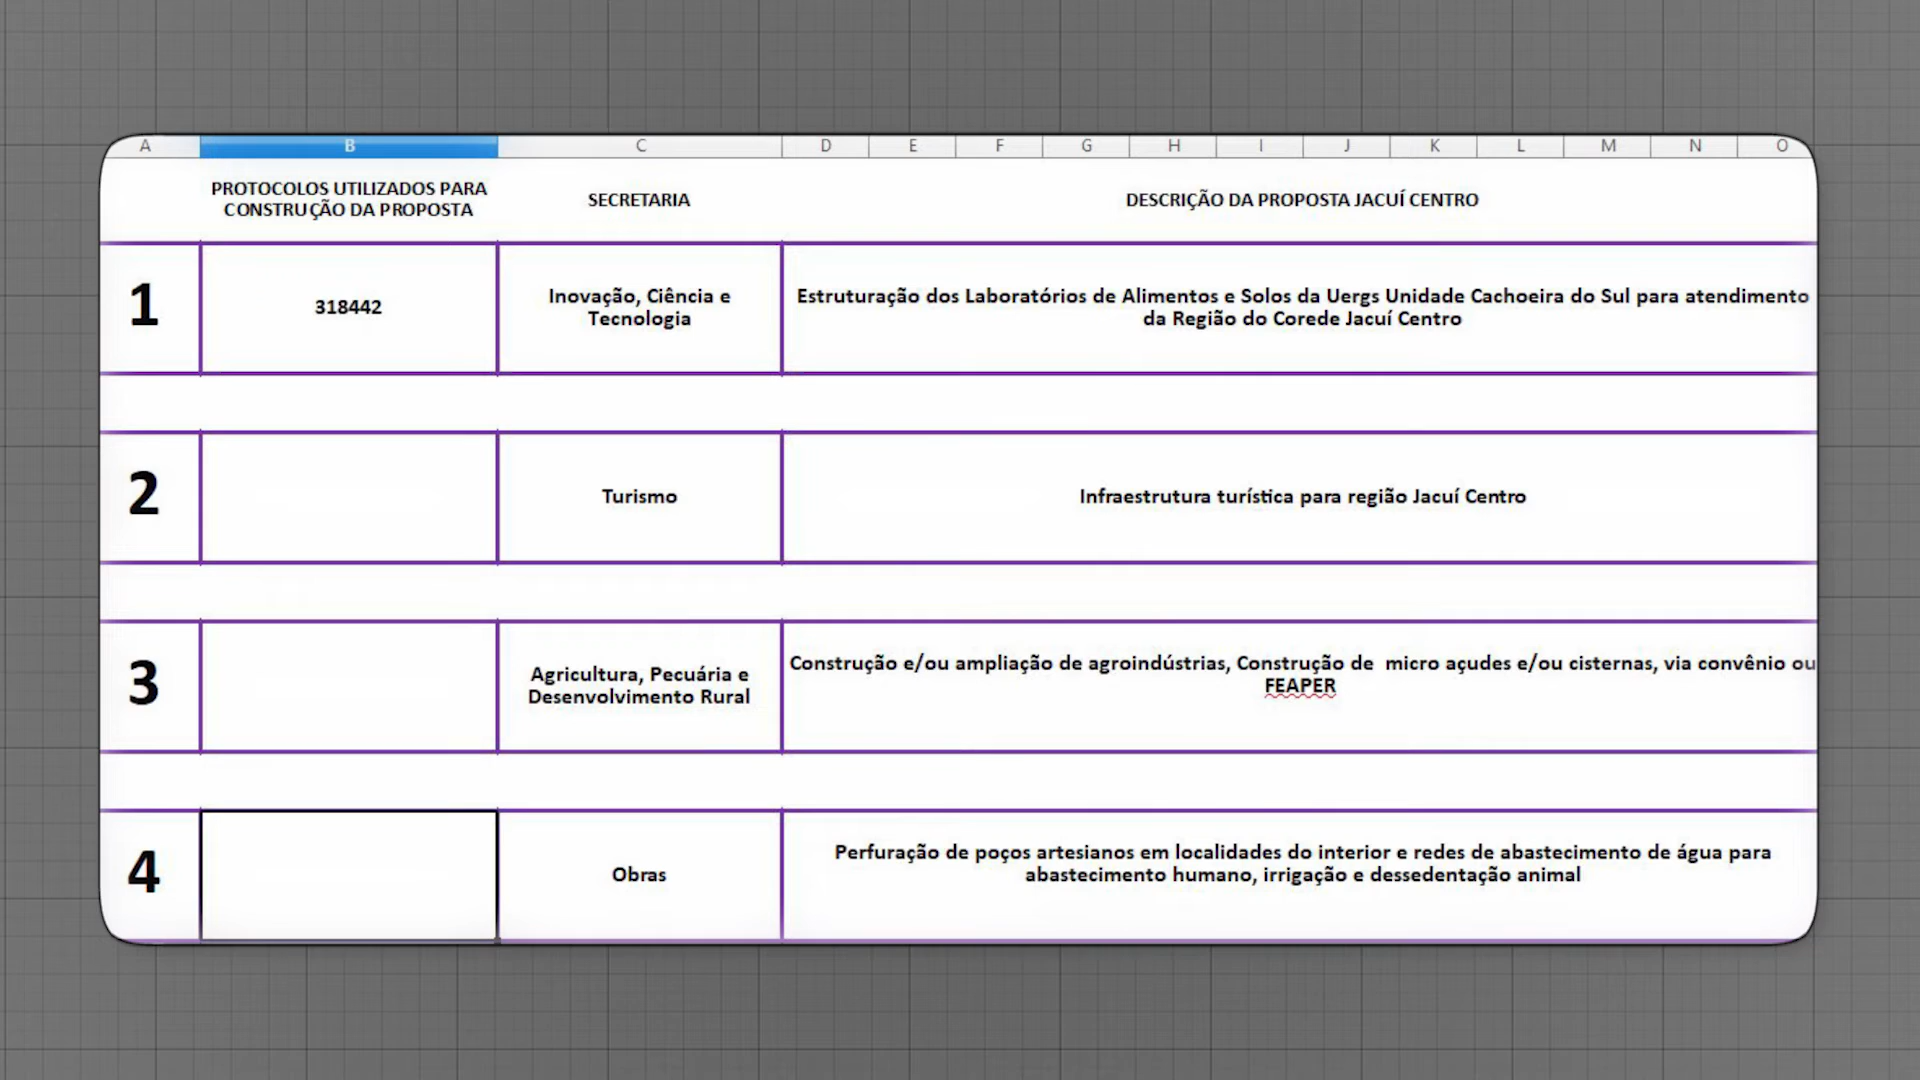 A B C D E F G H I J K L M N O
PROTOCOLOS UTILIZADOS PARA
CONSTRUÇÃO DA PROPOSTA
SECRETARIA
DESCRIÇÃO DA PROPOSTA JACUÍ CENTRO
1
318442
Inovação, Ciência e
Tecnologia
Estruturação dos Laboratórios de Alimentos e Solos da Uergs Unidade Cachoeira do Sul para atendimento
da Região do Corede Jacuí Centro
2
Turismo
Infraestrutura turística para região Jacuí Centro
3
Agricultura, Pecuária e
Desenvolvimento Rural
Construção e/ou ampliação de agroindústrias, Construção de  micro açudes e/ou cisternas, via convênio ou
FEAPER
4
Obras
Perfuração de poços artesianos em localidades do interior e redes de abastecimento de água para
abastecimento humano, irrigação e dessedentação animal